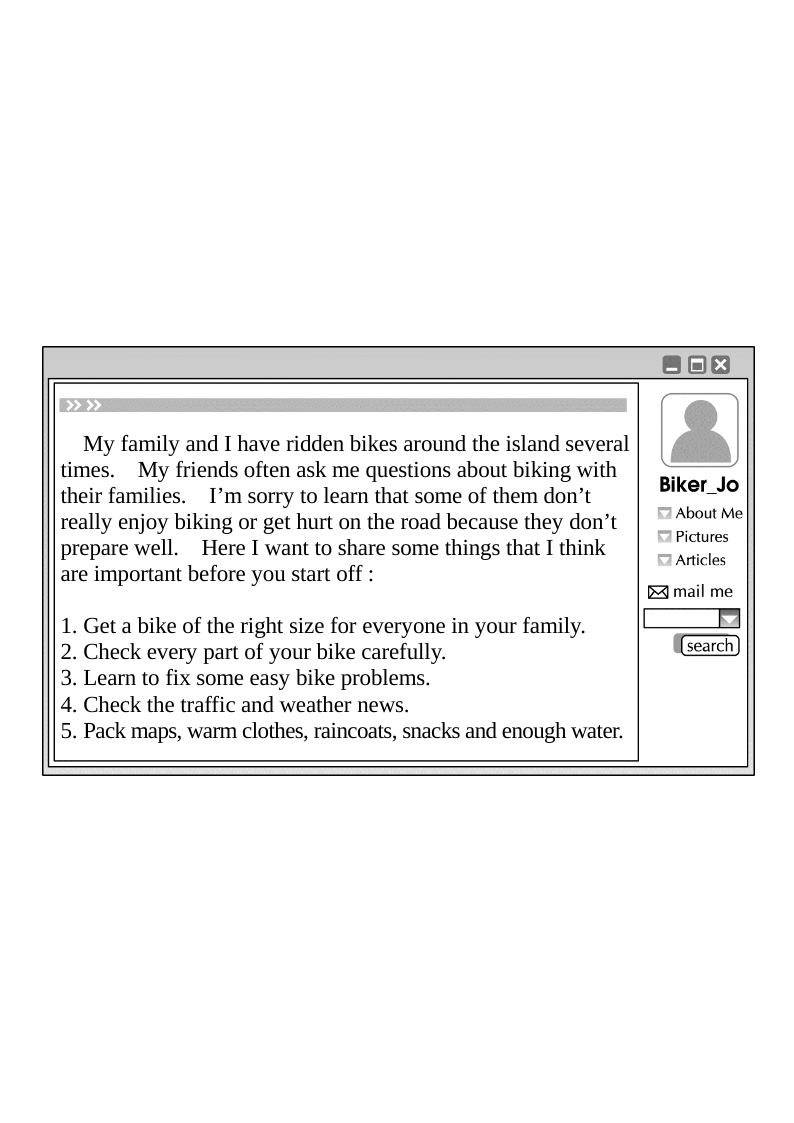 My family and I have ridden bikes around the island several
times. My friends often ask me questions about biking with
their families. I’m sorry to learn that some of them don’t
really enjoy biking or get hurt on the road because they don’t
prepare well. Here I want to share some things that I think
are important before you start off :
1. Get a bike of the right size for everyone in your family.
2. Check every part of your bike carefully.
3. Learn to fix some easy bike problems.
4. Check the traffic and weather news.
5. Pack maps, warm clothes, raincoats, snacks and enough water.
Biker_Jo
About Me
Pictures
Articles
mail me
search